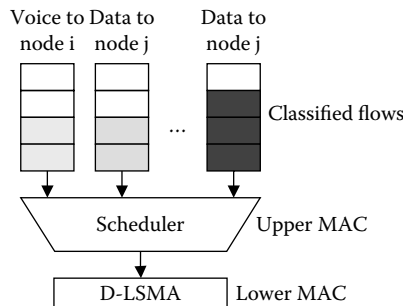 Voice to
node i
Data to
node j
Data to
node j
...
Classified flows
Scheduler
Upper MAC
D-LSMA
Lower MAC